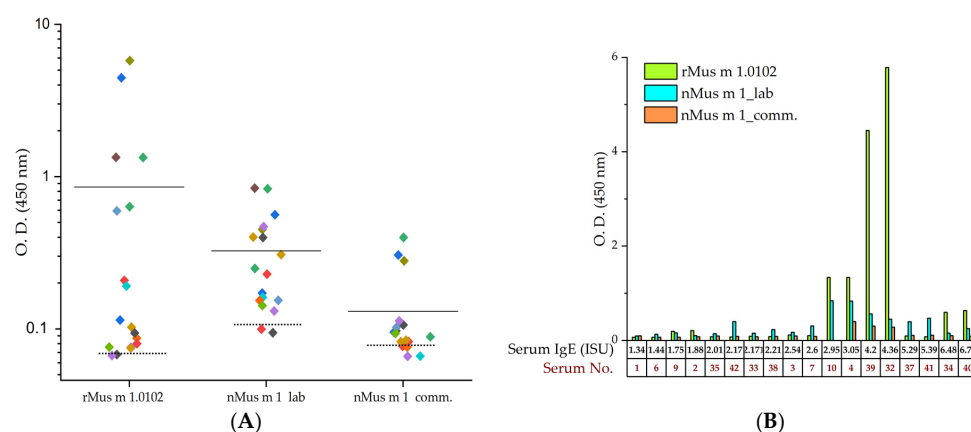 10
1
0.1
O. D. (450 nm)
rMus m 1.0102
nMus m 1 lab
nMus m 1 comm.
(A)
6
4
2
0
O. D. (450 nm)
rMus m 1.0102
nMus m 1_lab
nMus m 1_comm.
Serum IgE (ISU) 1.34 1.44 1.75 1.88 2.01 2.17 2.171 2.21 2.54 2.6 2.95 3.05 4.2 4.36 5.29 5.39 6.48 6.7
Serum No. 1 6 9 2 35 42 33 38 3 7 10 4 39 32 37 41 34 40
(B)